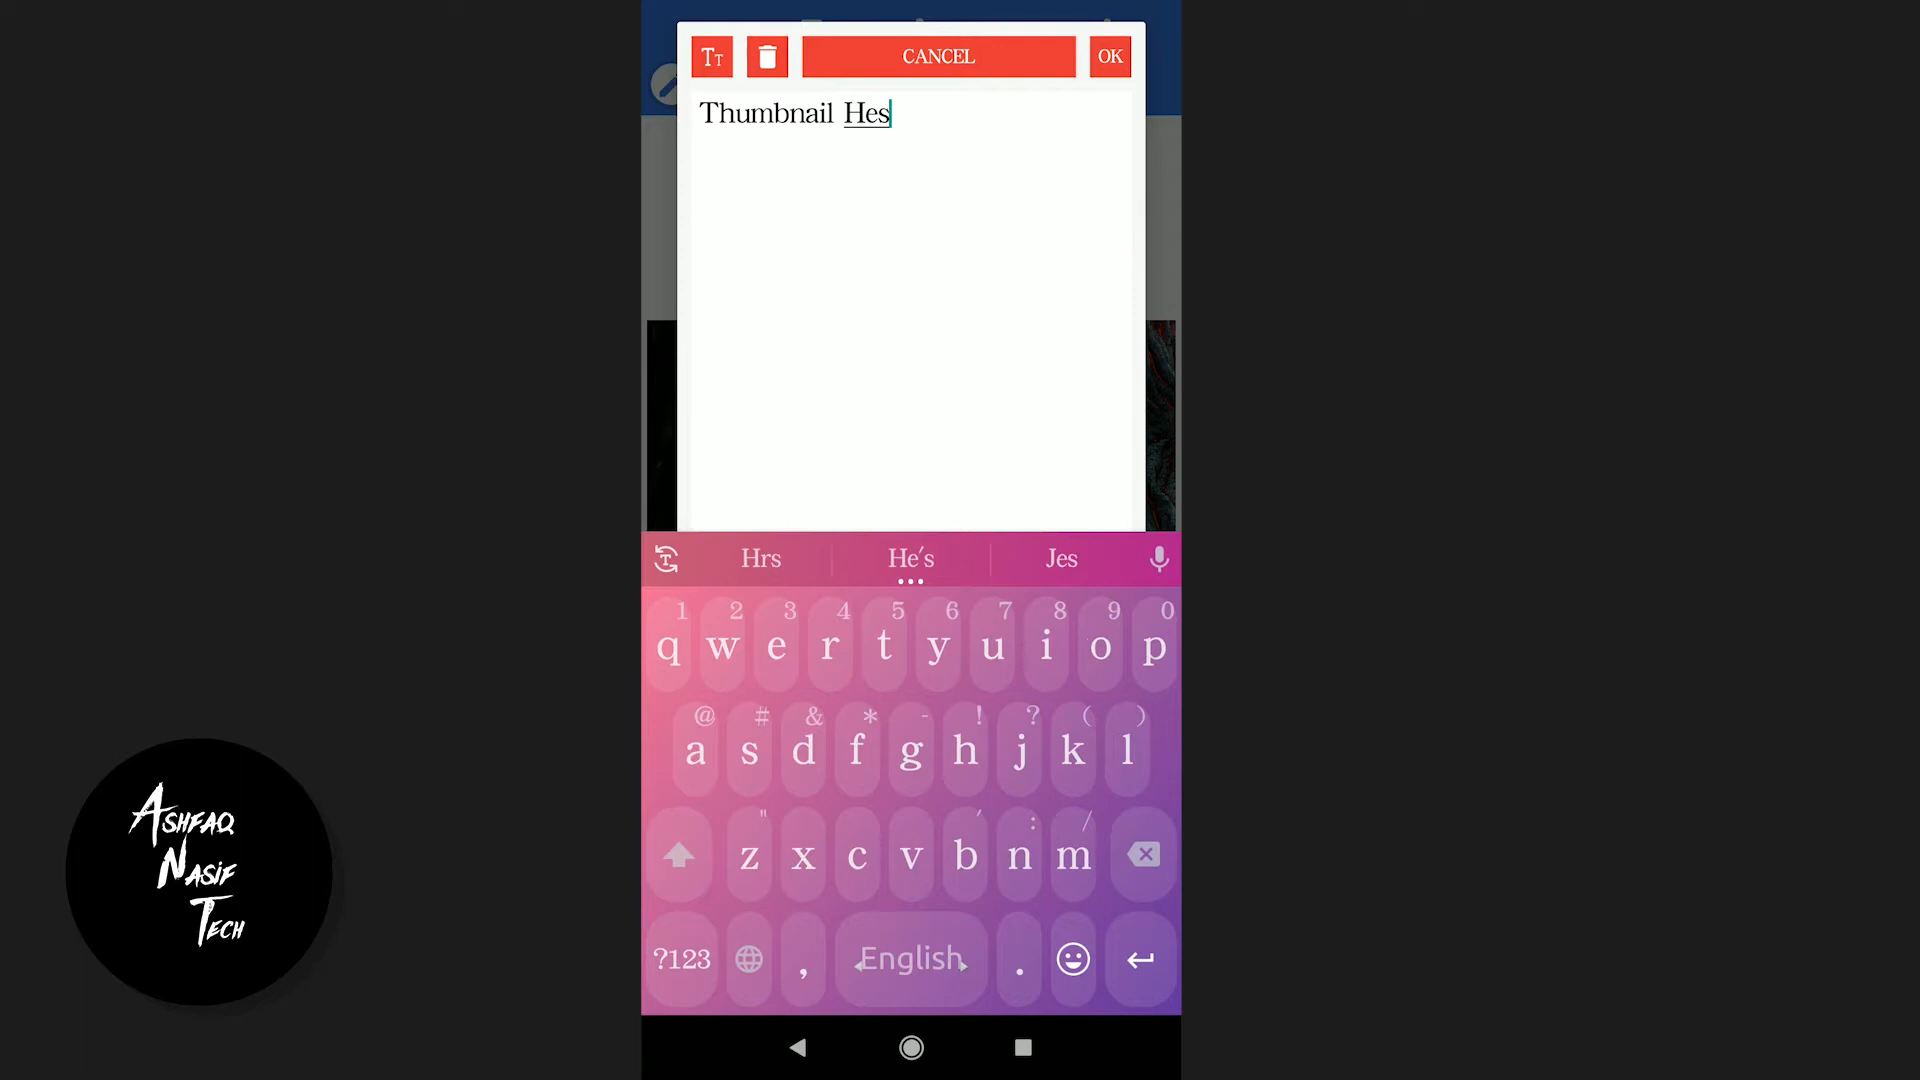 TT
CANCEL
OK
Thumbnail Hes
Hrs
He's
Jes
1 2 3 4 5 6 7 8 9 0
q w e r t y u i o p
@ # & * - ! ? ( )
a s d f g h j k l
" ' : /
z x c v b n m
?123 , English .
ASHFAQ
NASIF
TECH